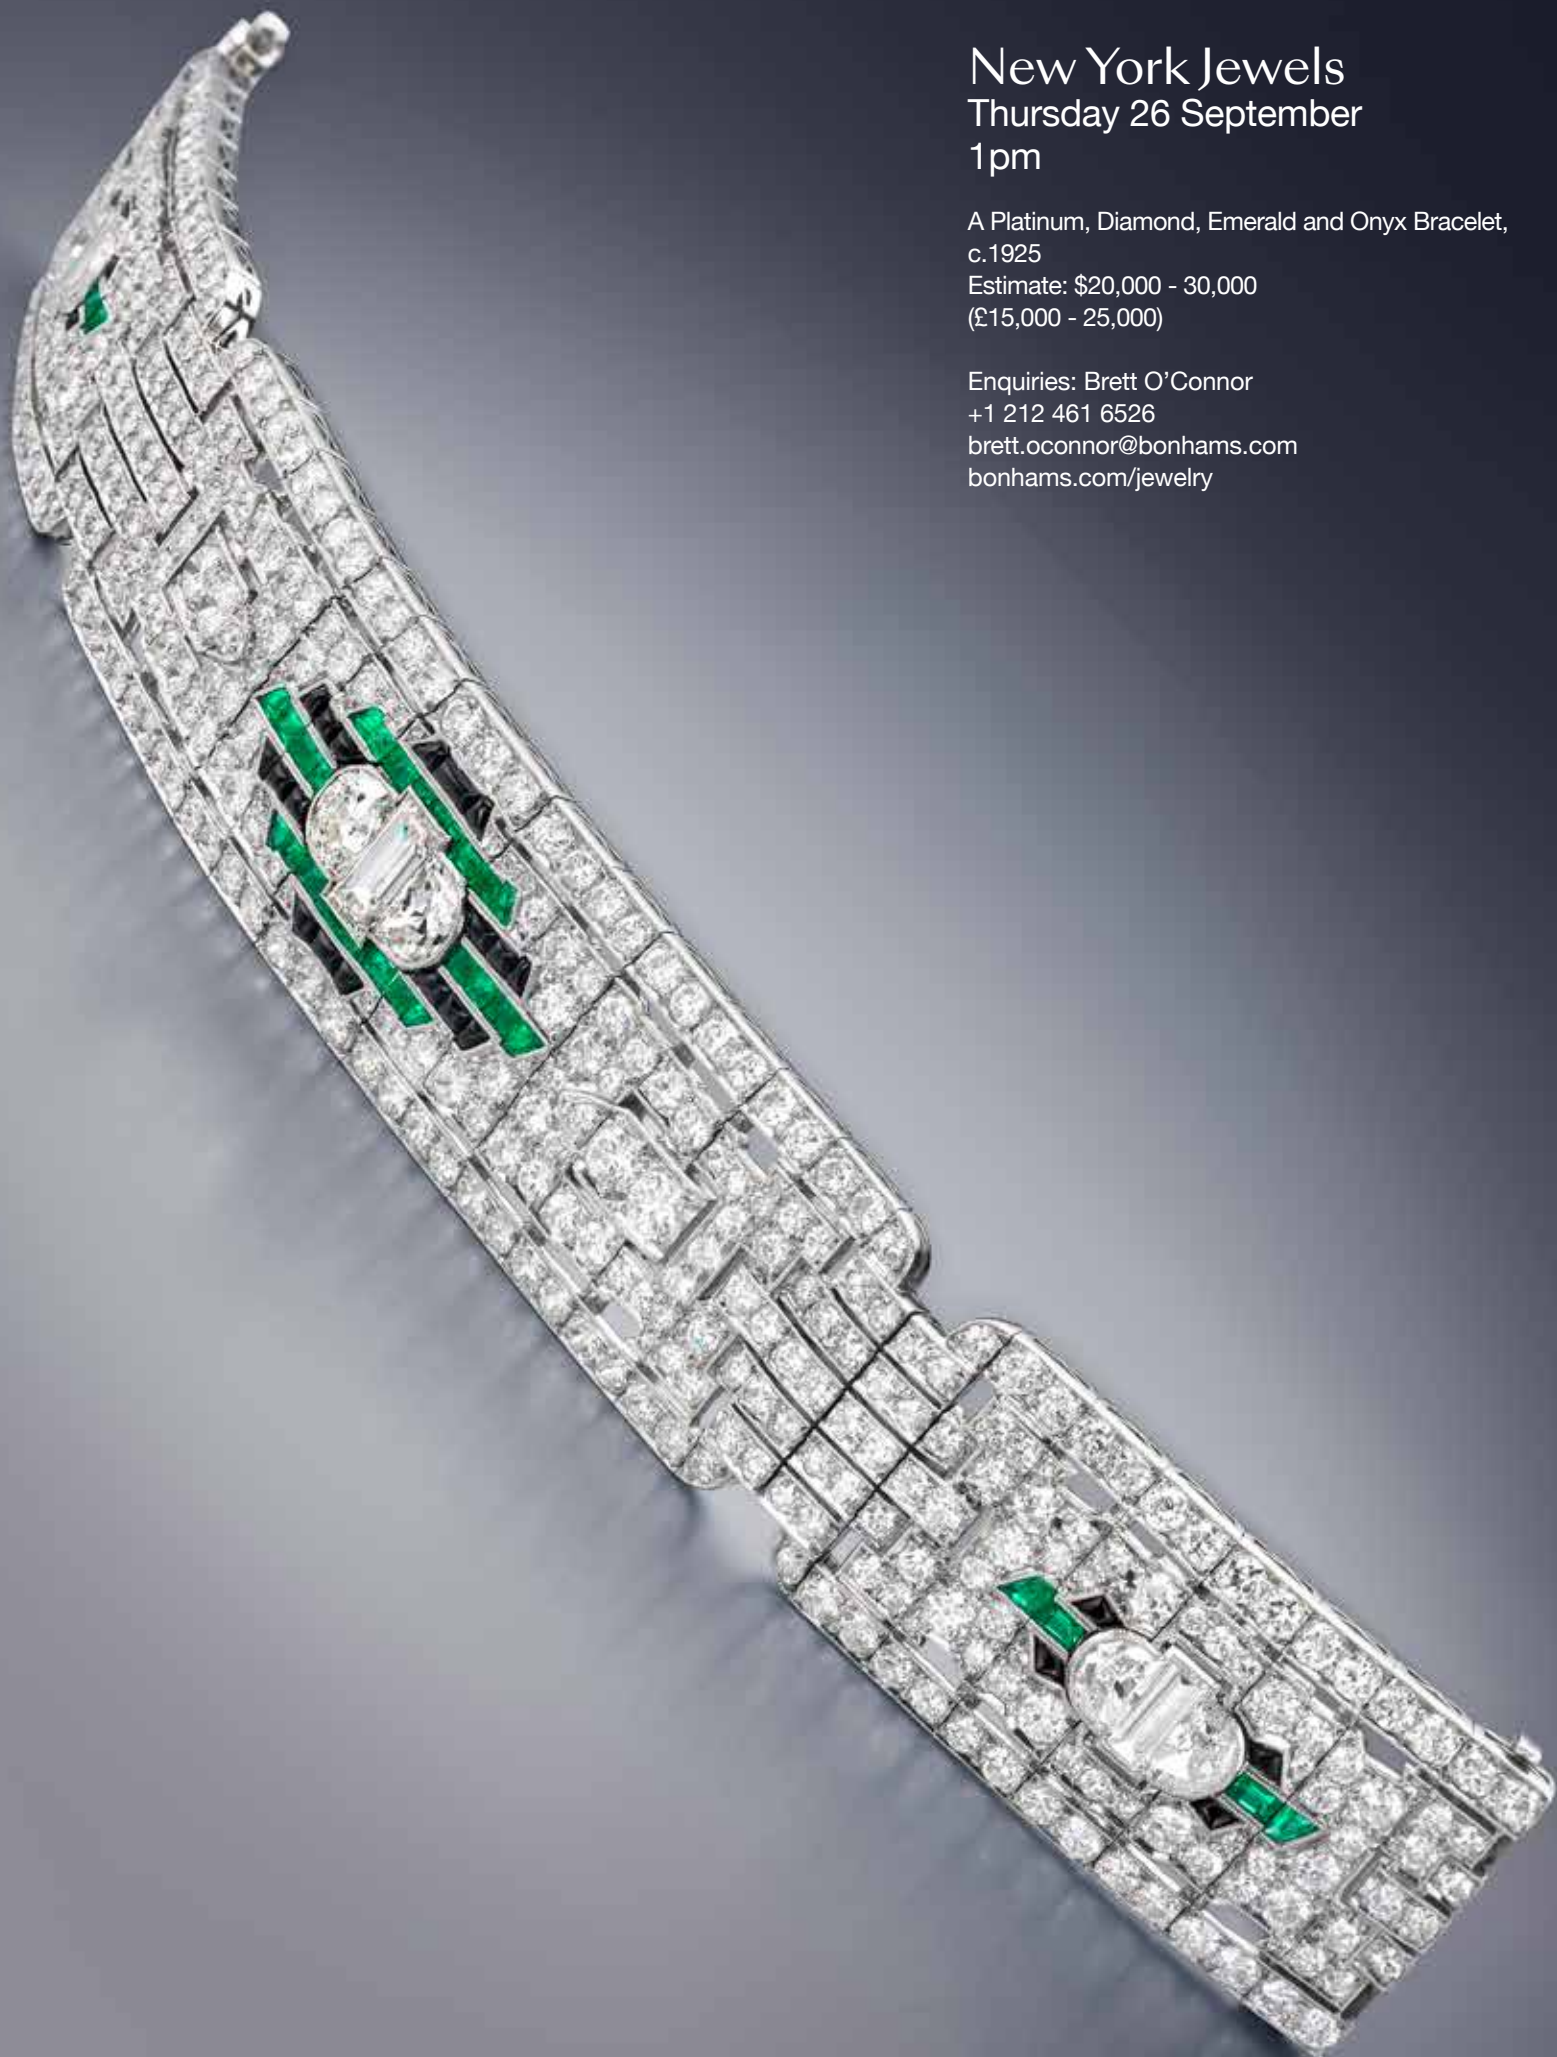 New York Jewels
Thursday 26 September
1pm
A Platinum, Diamond, Emerald and Onyx Bracelet,
c.1925
Estimate: $20,000 - 30,000
(£15,000 - 25,000)
Enquiries: Brett O’Connor
+1 212 461 6526
brett.oconnor@bonhams.com
bonhams.com/jewelry